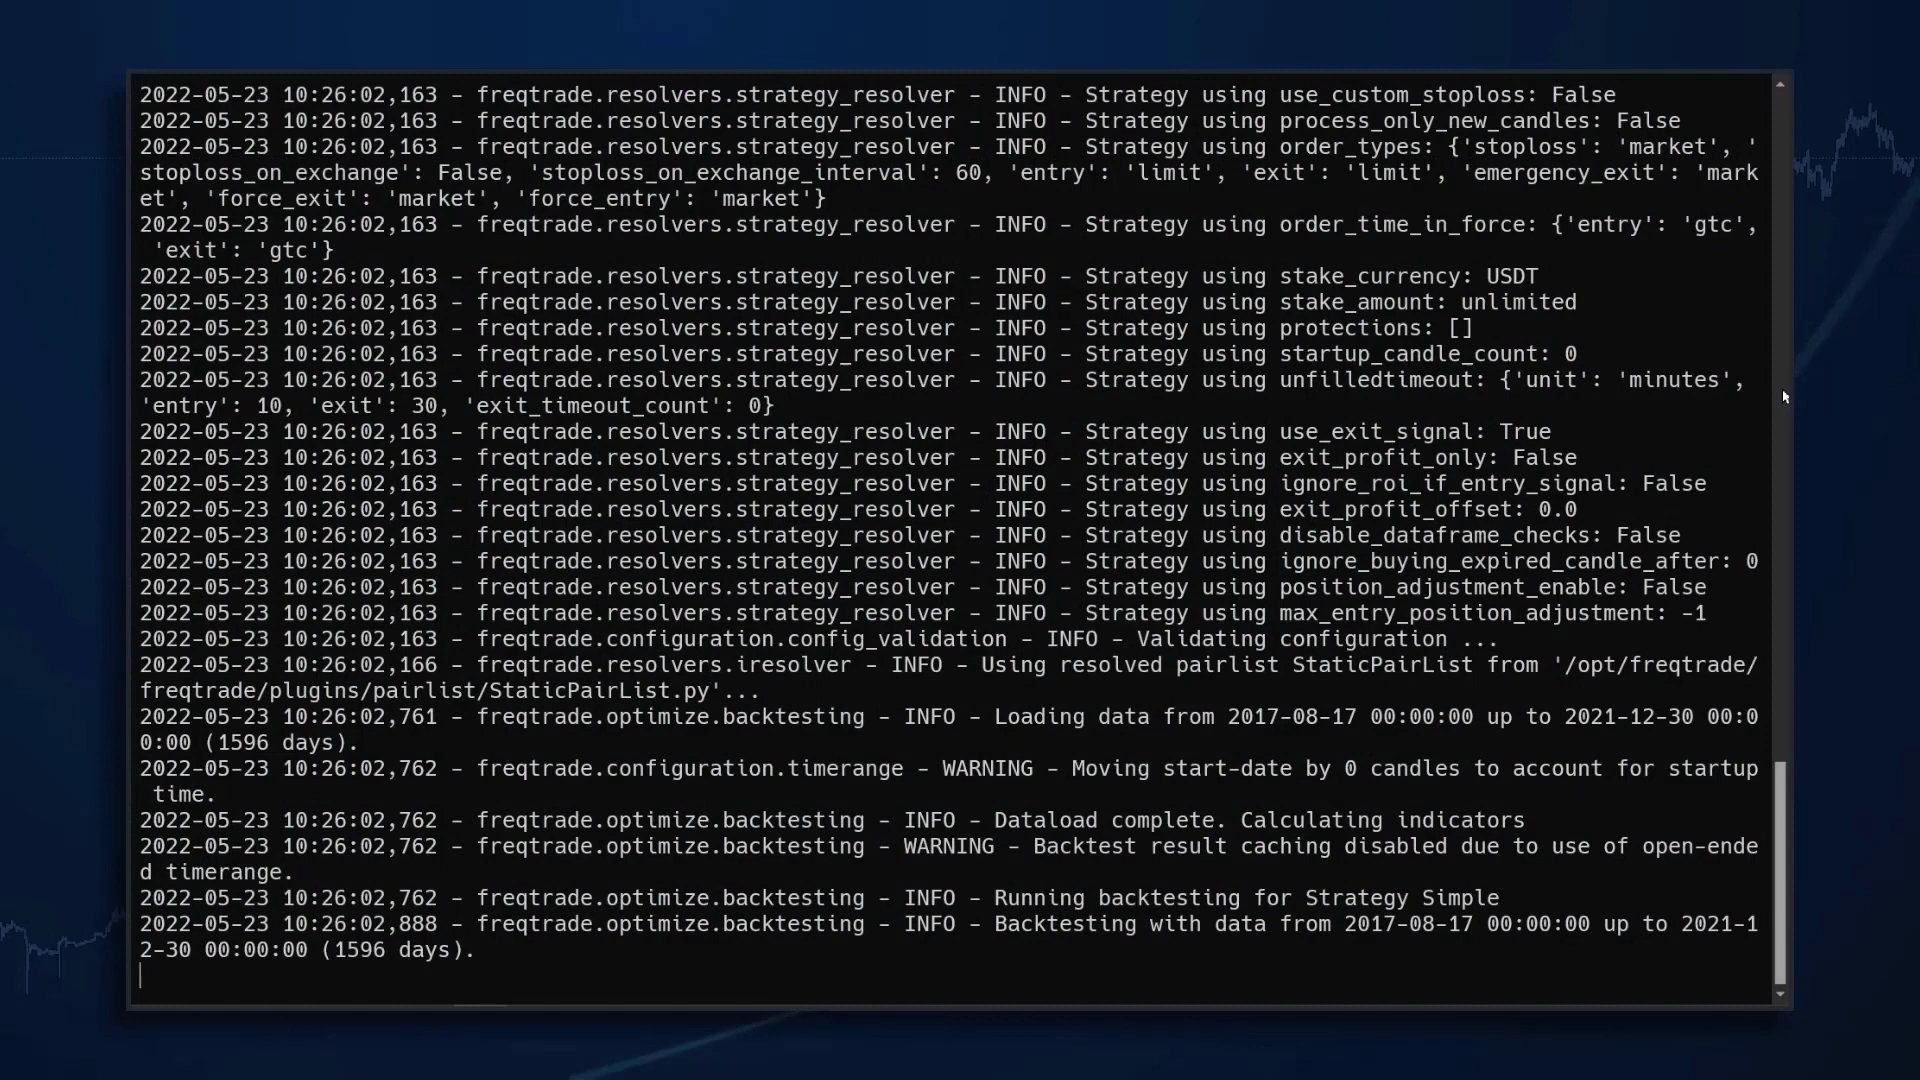 2022-05-23 10:26:02,163 - freqtrade.resolvers.strategy_resolver - INFO - Strategy using use_custom_stoploss: False
2022-05-23 10:26:02,163 - freqtrade.resolvers.strategy_resolver - INFO - Strategy using process_only_new_candles: False
2022-05-23 10:26:02,163 - freqtrade.resolvers.strategy_resolver - INFO - Strategy using order_types: {'stoploss': 'market', '
stoploss_on_exchange': False, 'stoploss_on_exchange_interval': 60, 'entry': 'limit', 'exit': 'limit', 'emergency_exit': 'mark
et', 'force_exit': 'market', 'force_entry': 'market'}
2022-05-23 10:26:02,163 - freqtrade.resolvers.strategy_resolver - INFO - Strategy using order_time_in_force: {'entry': 'gtc',
 'exit': 'gtc'}
2022-05-23 10:26:02,163 - freqtrade.resolvers.strategy_resolver - INFO - Strategy using stake_currency: USDT
2022-05-23 10:26:02,163 - freqtrade.resolvers.strategy_resolver - INFO - Strategy using stake_amount: unlimited
2022-05-23 10:26:02,163 - freqtrade.resolvers.strategy_resolver - INFO - Strategy using protections: []
2022-05-23 10:26:02,163 - freqtrade.resolvers.strategy_resolver - INFO - Strategy using startup_candle_count: 0
2022-05-23 10:26:02,163 - freqtrade.resolvers.strategy_resolver - INFO - Strategy using unfilledtimeout: {'unit': 'minutes',
'entry': 10, 'exit': 30, 'exit_timeout_count': 0}
2022-05-23 10:26:02,163 - freqtrade.resolvers.strategy_resolver - INFO - Strategy using use_exit_signal: True
2022-05-23 10:26:02,163 - freqtrade.resolvers.strategy_resolver - INFO - Strategy using exit_profit_only: False
2022-05-23 10:26:02,163 - freqtrade.resolvers.strategy_resolver - INFO - Strategy using ignore_roi_if_entry_signal: False
2022-05-23 10:26:02,163 - freqtrade.resolvers.strategy_resolver - INFO - Strategy using exit_profit_offset: 0.0
2022-05-23 10:26:02,163 - freqtrade.resolvers.strategy_resolver - INFO - Strategy using disable_dataframe_checks: False
2022-05-23 10:26:02,163 - freqtrade.resolvers.strategy_resolver - INFO - Strategy using ignore_buying_expired_candle_after: 0
2022-05-23 10:26:02,163 - freqtrade.resolvers.strategy_resolver - INFO - Strategy using position_adjustment_enable: False
2022-05-23 10:26:02,163 - freqtrade.resolvers.strategy_resolver - INFO - Strategy using max_entry_position_adjustment: -1
2022-05-23 10:26:02,163 - freqtrade.configuration.config_validation - INFO - Validating configuration ...
2022-05-23 10:26:02,166 - freqtrade.resolvers.iresolver - INFO - Using resolved pairlist StaticPairList from '/opt/freqtrade/
freqtrade/plugins/pairlist/StaticPairList.py'...
2022-05-23 10:26:02,761 - freqtrade.optimize.backtesting - INFO - Loading data from 2017-08-17 00:00:00 up to 2021-12-30 00:0
0:00 (1596 days).
2022-05-23 10:26:02,762 - freqtrade.configuration.timerange - WARNING - Moving start-date by 0 candles to account for startup
 time.
2022-05-23 10:26:02,762 - freqtrade.optimize.backtesting - INFO - Dataload complete. Calculating indicators
2022-05-23 10:26:02,762 - freqtrade.optimize.backtesting - WARNING - Backtest result caching disabled due to use of open-ende
d timerange.
2022-05-23 10:26:02,762 - freqtrade.optimize.backtesting - INFO - Running backtesting for Strategy Simple
2022-05-23 10:26:02,888 - freqtrade.optimize.backtesting - INFO - Backtesting with data from 2017-08-17 00:00:00 up to 2021-1
2-30 00:00:00 (1596 days).